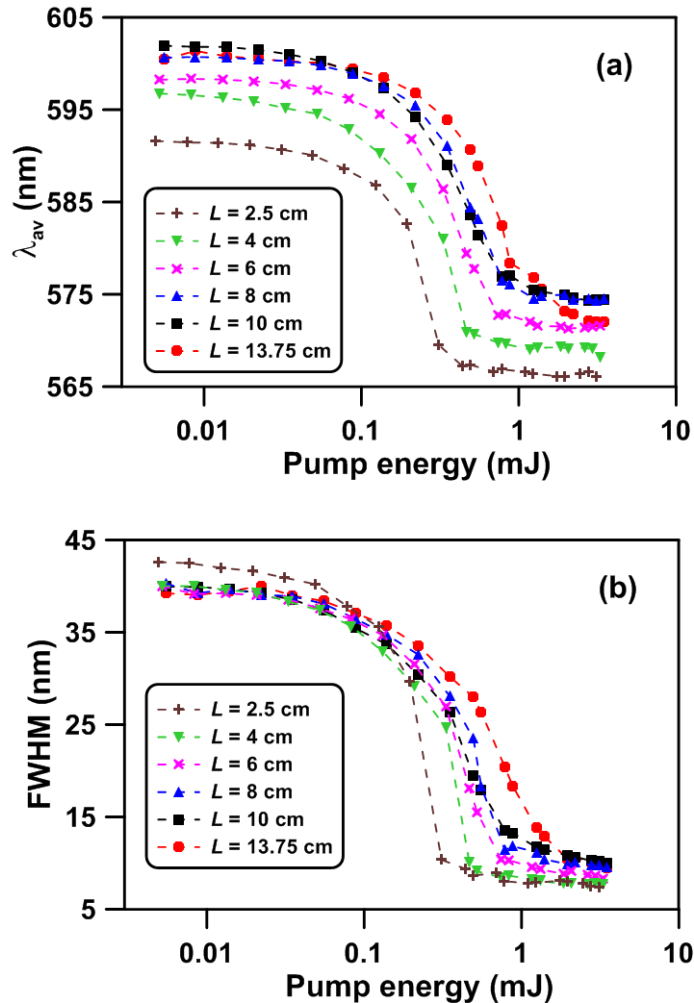 605
595
585
575
565
λav (nm)
(a)
L = 2.5 cm
L = 4 cm
L = 6 cm
L = 8 cm
L = 10 cm
L = 13.75 cm
0.01 0.1 1 10
Pump energy (mJ)
45
35
25
15
5
FWHM (nm)
(b)
L = 2.5 cm
L = 4 cm
L = 6 cm
L = 8 cm
L = 10 cm
L = 13.75 cm
0.01 0.1 1 10
Pump energy (mJ)